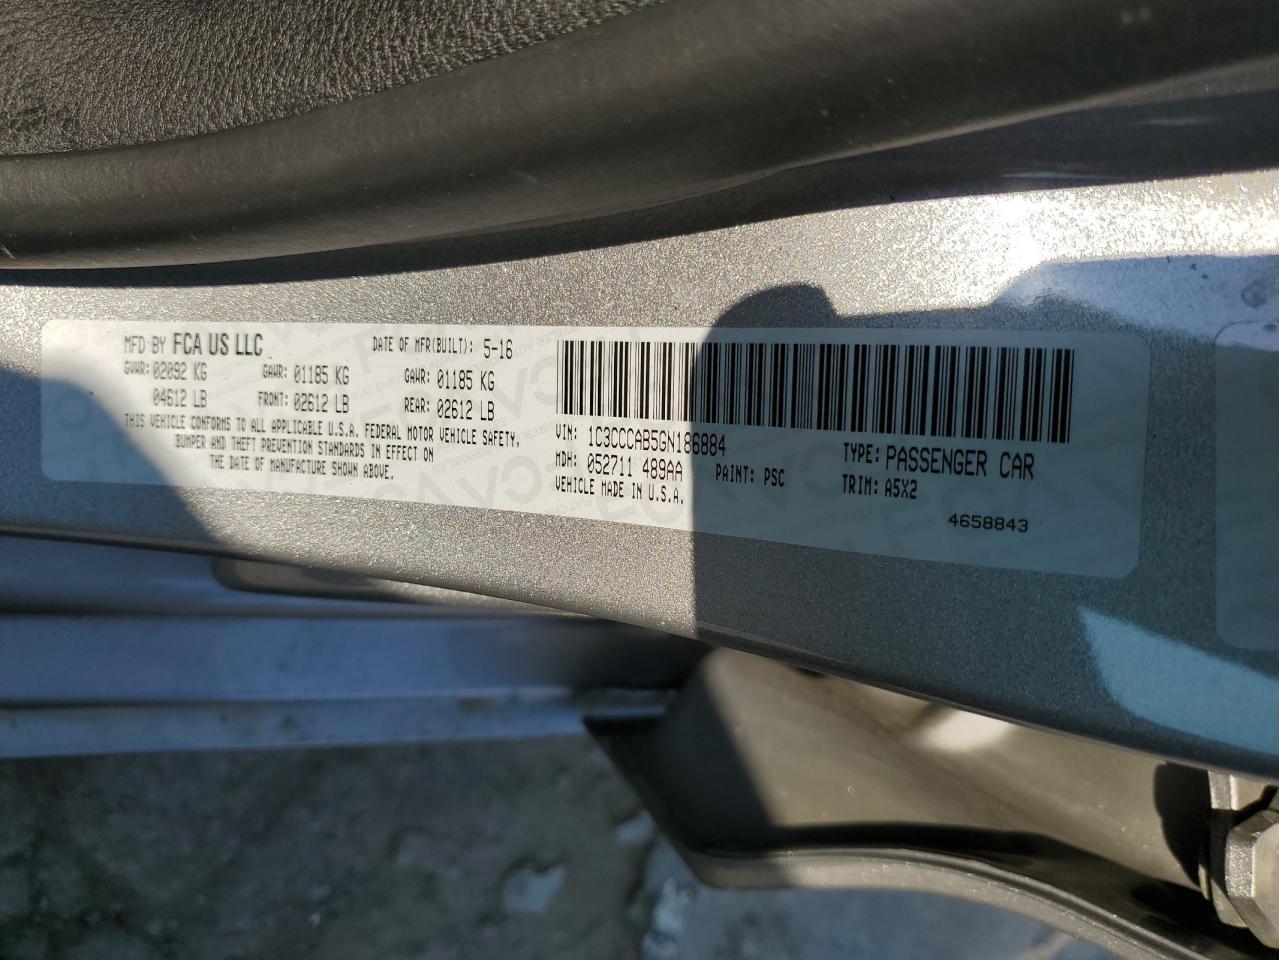 MFD BY FCA US LLC DATE OF MFR(BUILT): 5-16
GVWR: 02092 KG GAWR: 01185 KG GAWR: 01185 KG
04612 LB FRONT: 02612 LB REAR: 02612 LB
THIS VEHICLE CONFORMS TO ALL APPLICABLE U.S.A. FEDERAL MOTOR VEHICLE SAFETY,
BUMPER AND THEFT PREVENTION STANDARDS IN EFFECT ON
THE DATE OF MANUFACTURE SHOWN ABOVE.
VIN: 1C3CCCAB5GN186884 TYPE: PASSENGER CAR
MDH: 052711 489AA PAINT: PSC TRIM: A5X2
VEHICLE MADE IN U.S.A.
4658843